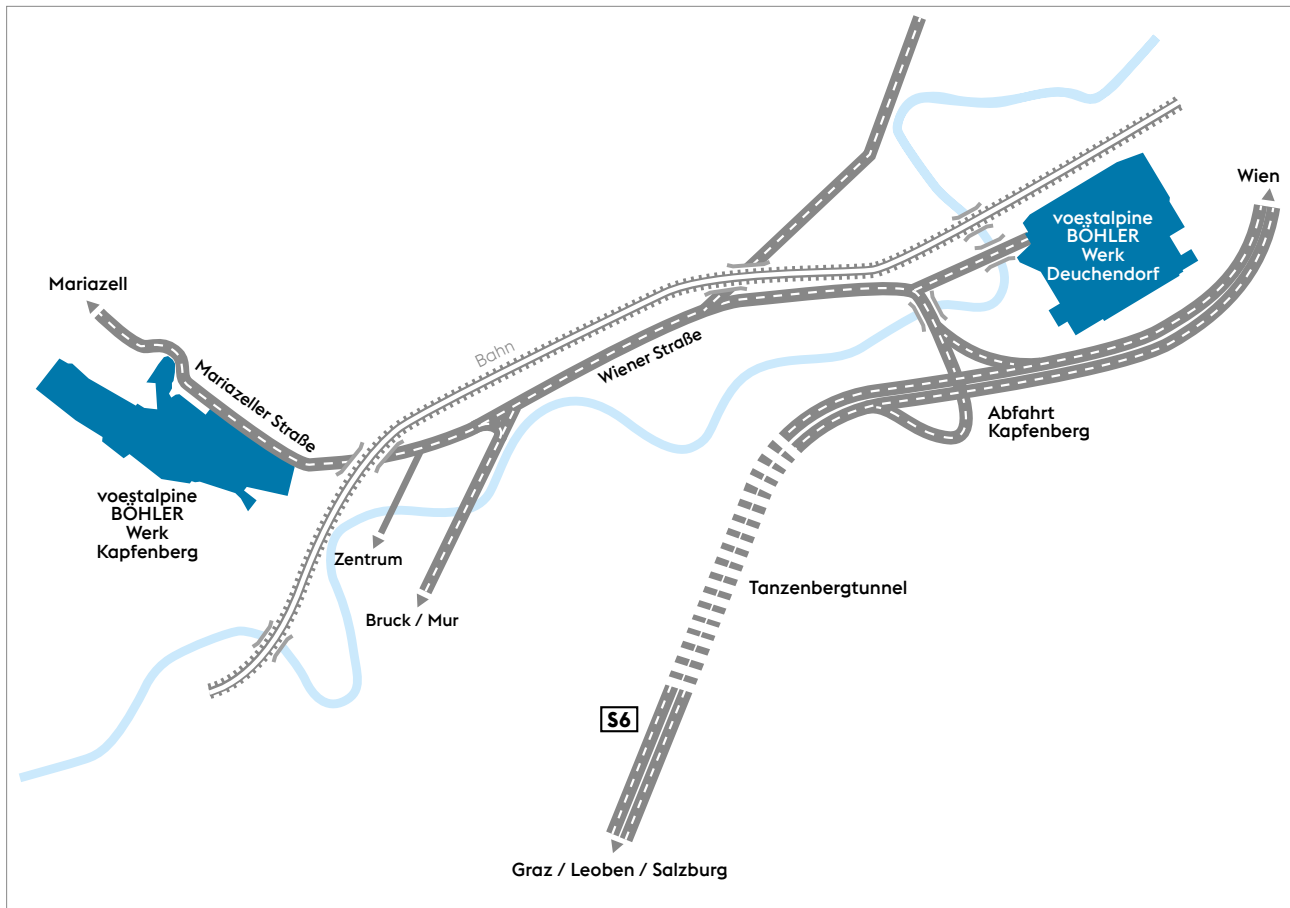 Wien
voestalpine
BÖHLER
Werk
Deuchendorf
Mariazell
Bahn
Wiener Straße
Mariazeller Straße
Abfahrt
Kapfenberg
voestalpine
BÖHLER
Werk
Kapfenberg
Zentrum
Tanzenbergtunnel
Bruck / Mur
S6
Graz / Leoben / Salzburg